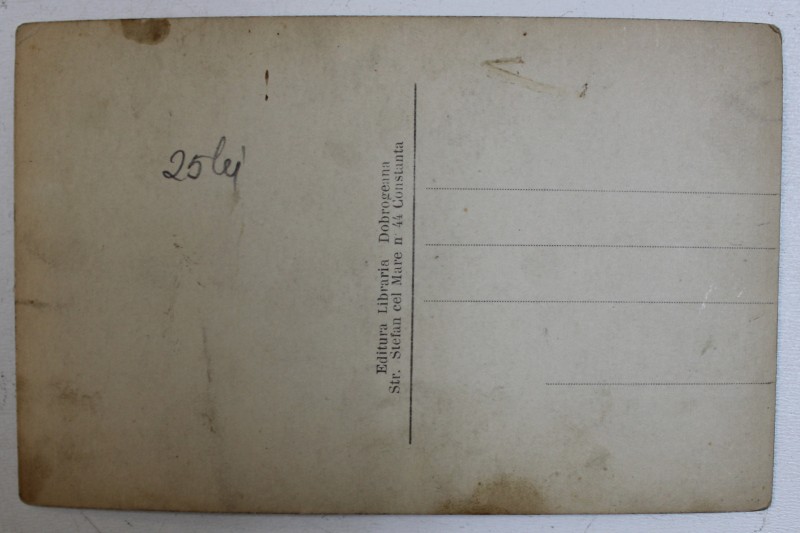 25 lei
Editura Libraria Dobrogeana
Str. Stefan cel Mare n 44 Constanta